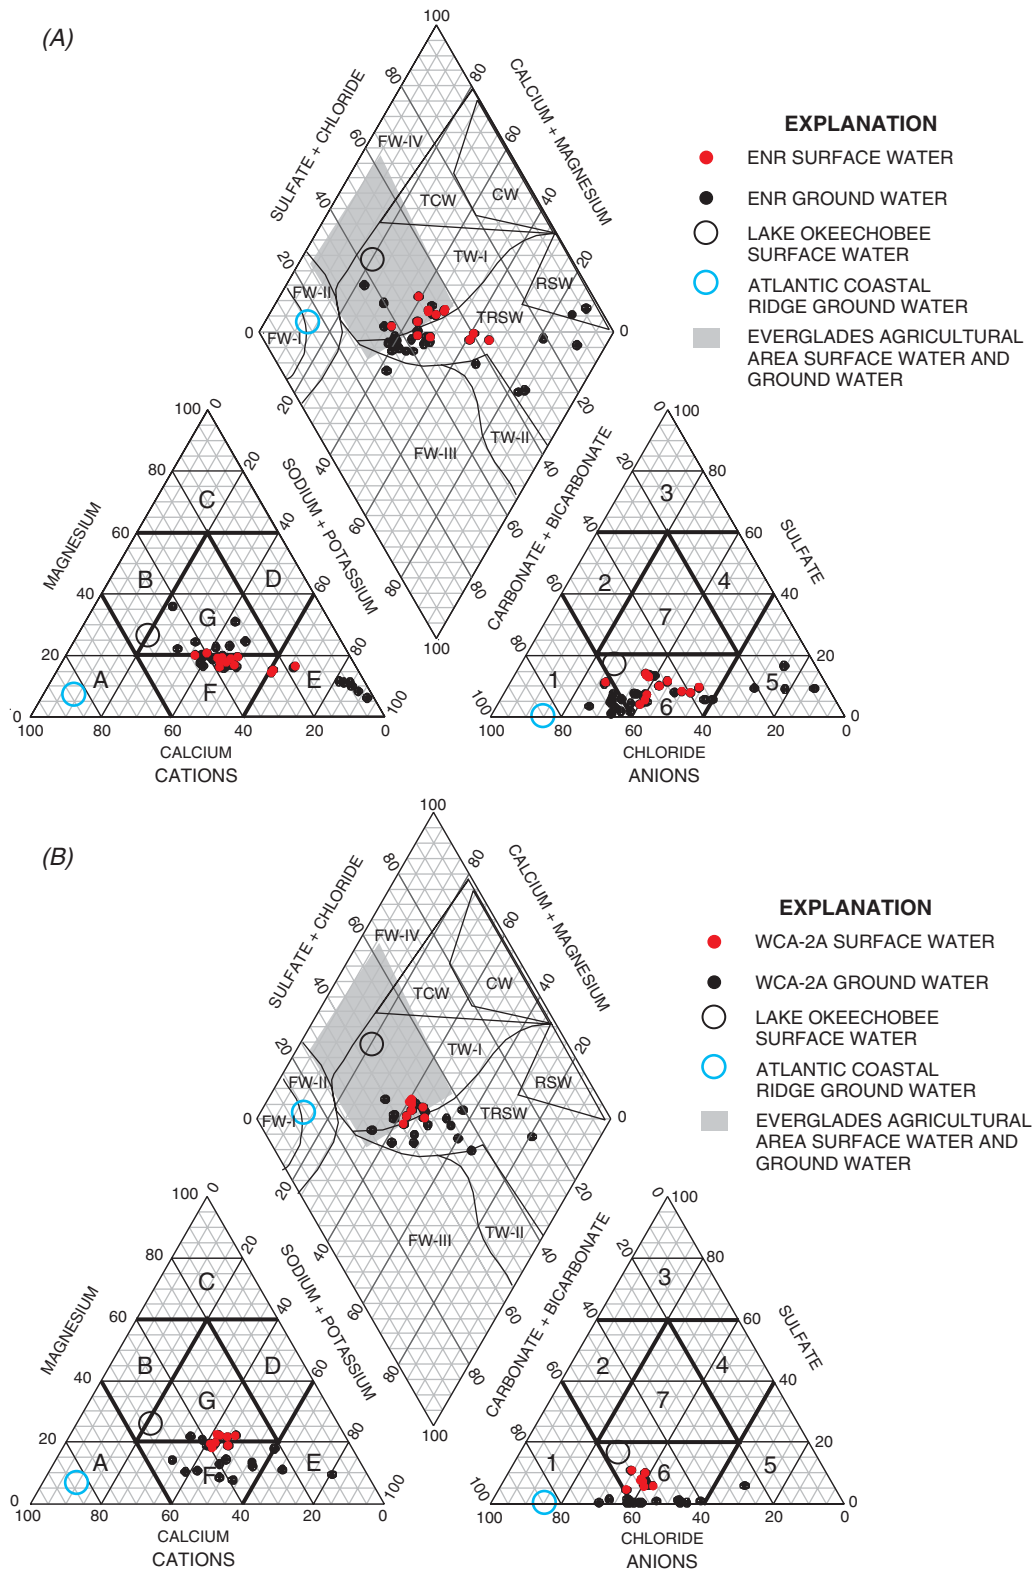 (A)
100
80
80
SULFATE + CHLORIDE
CALCIUM + MAGNESIUM
60
60
FW-IV
40
40
TCW
CW
20
20
TW-I
RSW
FW-II
TRSW
0
0
FW-I
20
20
TW-II
FW-III
40
40
SODIUM + POTASSIUM
CARBONATE + BICARBONATE
60
60
80
80
100
EXPLANATION
ENR SURFACE WATER
ENR GROUND WATER
LAKE OKEECHOBEE
SURFACE WATER
ATLANTIC COASTAL
RIDGE GROUND WATER
EVERGLADES AGRICULTURAL
AREA SURFACE WATER AND
GROUND WATER
100
0
80
20
C
MAGNESIUM
60
40
B
D
40
60
G
20
80
A
F
E
0
100
100
80
60
40
20
0
CALCIUM
CATIONS
0
100
20
80
3
SULFATE
40
60
2
4
60
40
7
80
20
1
6
5
100
0
100
80
60
40
20
0
CHLORIDE
ANIONS
(B)
100
80
80
SULFATE + CHLORIDE
CALCIUM + MAGNESIUM
60
60
FW-IV
40
40
TCW
CW
20
20
TW-I
RSW
FW-II
TRSW
0
0
FW-I
20
20
TW-II
FW-III
40
40
SODIUM + POTASSIUM
CARBONATE + BICARBONATE
60
60
80
80
100
EXPLANATION
WCA-2A SURFACE WATER
WCA-2A GROUND WATER
LAKE OKEECHOBEE
SURFACE WATER
ATLANTIC COASTAL
RIDGE GROUND WATER
EVERGLADES AGRICULTURAL
AREA SURFACE WATER AND
GROUND WATER
100
0
80
20
C
MAGNESIUM
60
40
B
D
40
60
G
20
80
A
F
E
0
100
100
80
60
40
20
0
CALCIUM
CATIONS
0
100
20
80
3
SULFATE
40
60
2
4
60
40
7
80
20
1
6
5
100
0
100
80
60
40
20
0
CHLORIDE
ANIONS